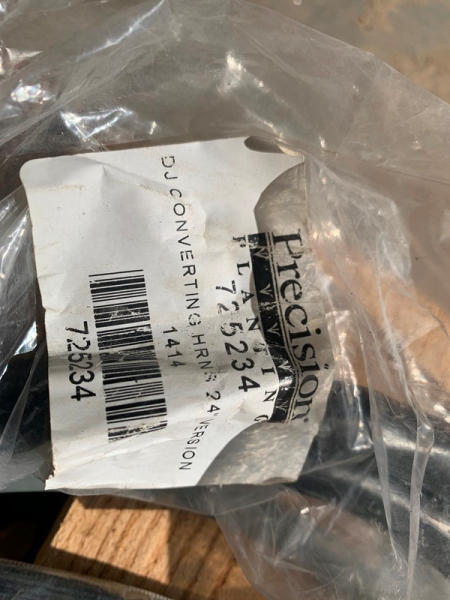 Precision
PLANTING
725234
DJ CONVERTING HRNS 24 VERSION
1414
725234